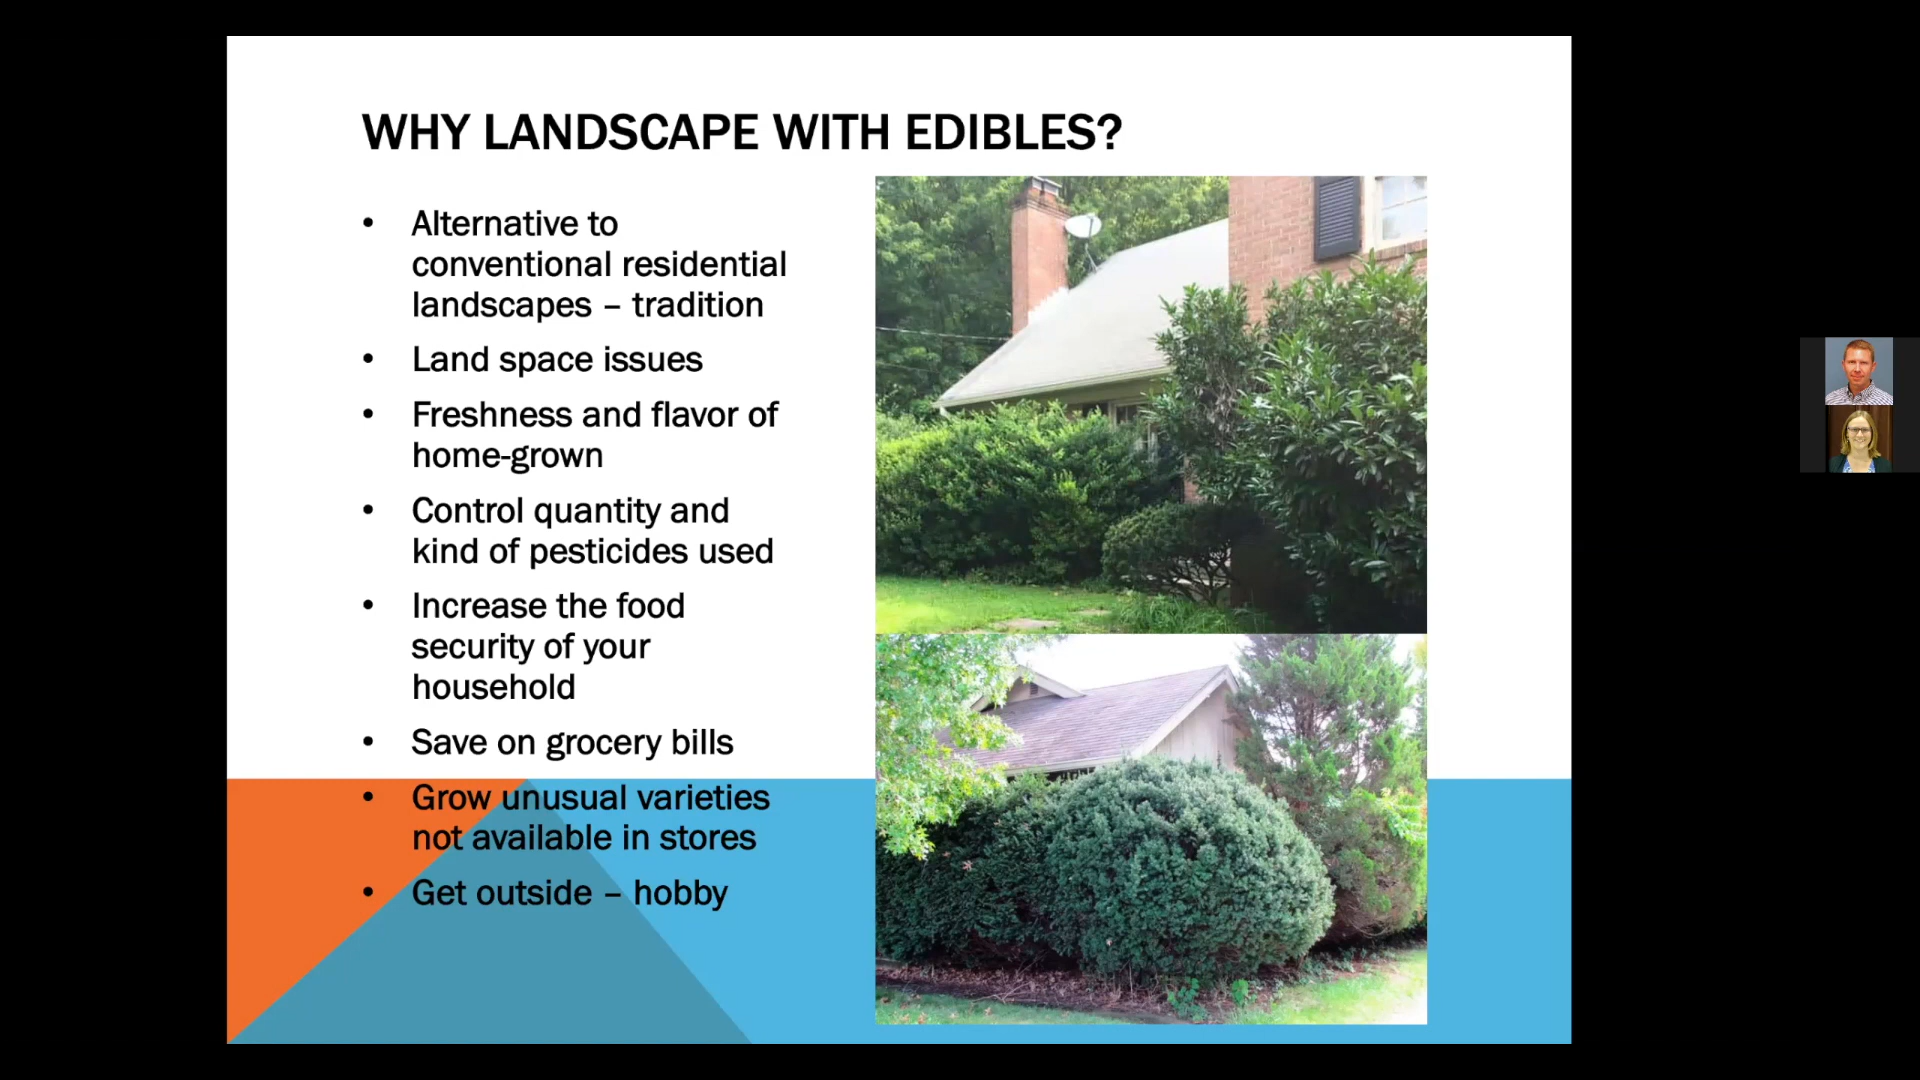 WHY LANDSCAPE WITH EDIBLES?
• Alternative to
conventional residential
landscapes – tradition
• Land space issues
• Freshness and flavor of
home-grown
• Control quantity and
kind of pesticides used
• Increase the food
security of your
household
• Save on grocery bills
• Grow unusual varieties
not available in stores
• Get outside – hobby